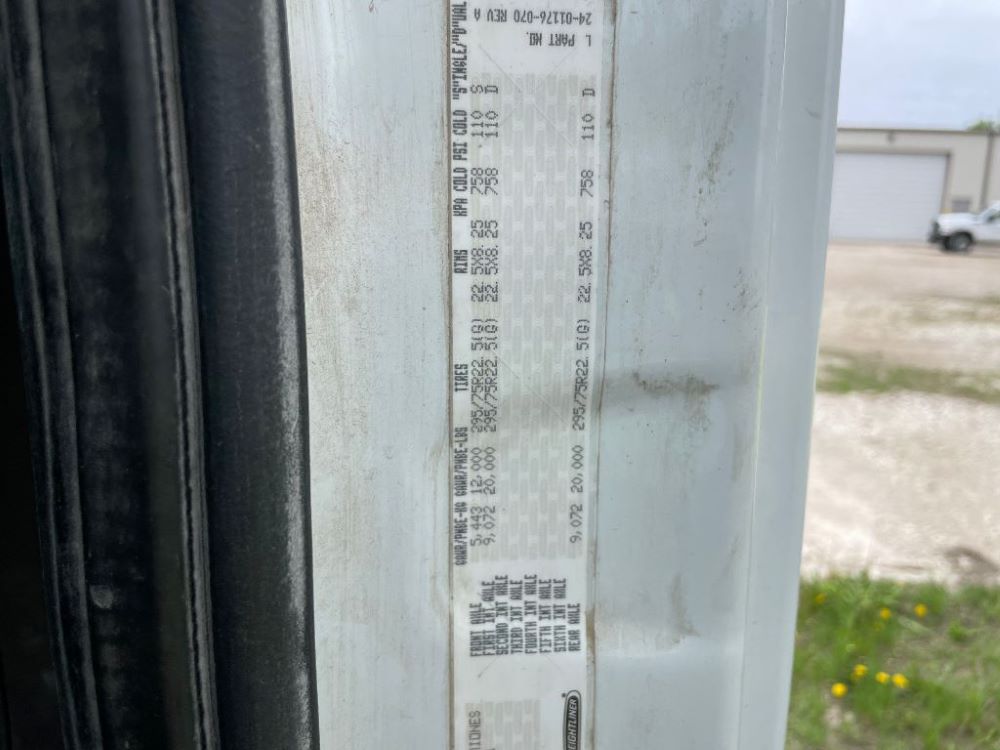 GAWR/PNBE-KG GAWR/PNBE-LBS TIRES RIMS KPA COLD PSI COLD "S"INGLE/"D"UAL
FRONT AXLE 5,443 12,000 295/75R22.5(G) 22.5X8.25 758 110 S
FIRST INT AXLE 9,072 20,000 295/75R22.5(G) 22.5X8.25 758 110 D
SECOND INT AXLE
THIRD INT AXLE
FOURTH INT AXLE
FIFTH INT AXLE
SIXTH INT AXLE
REAR AXLE 9,072 20,000 295/75R22.5(G) 22.5X8.25 758 110 D
L PART NO.
24-01176-070 REV A